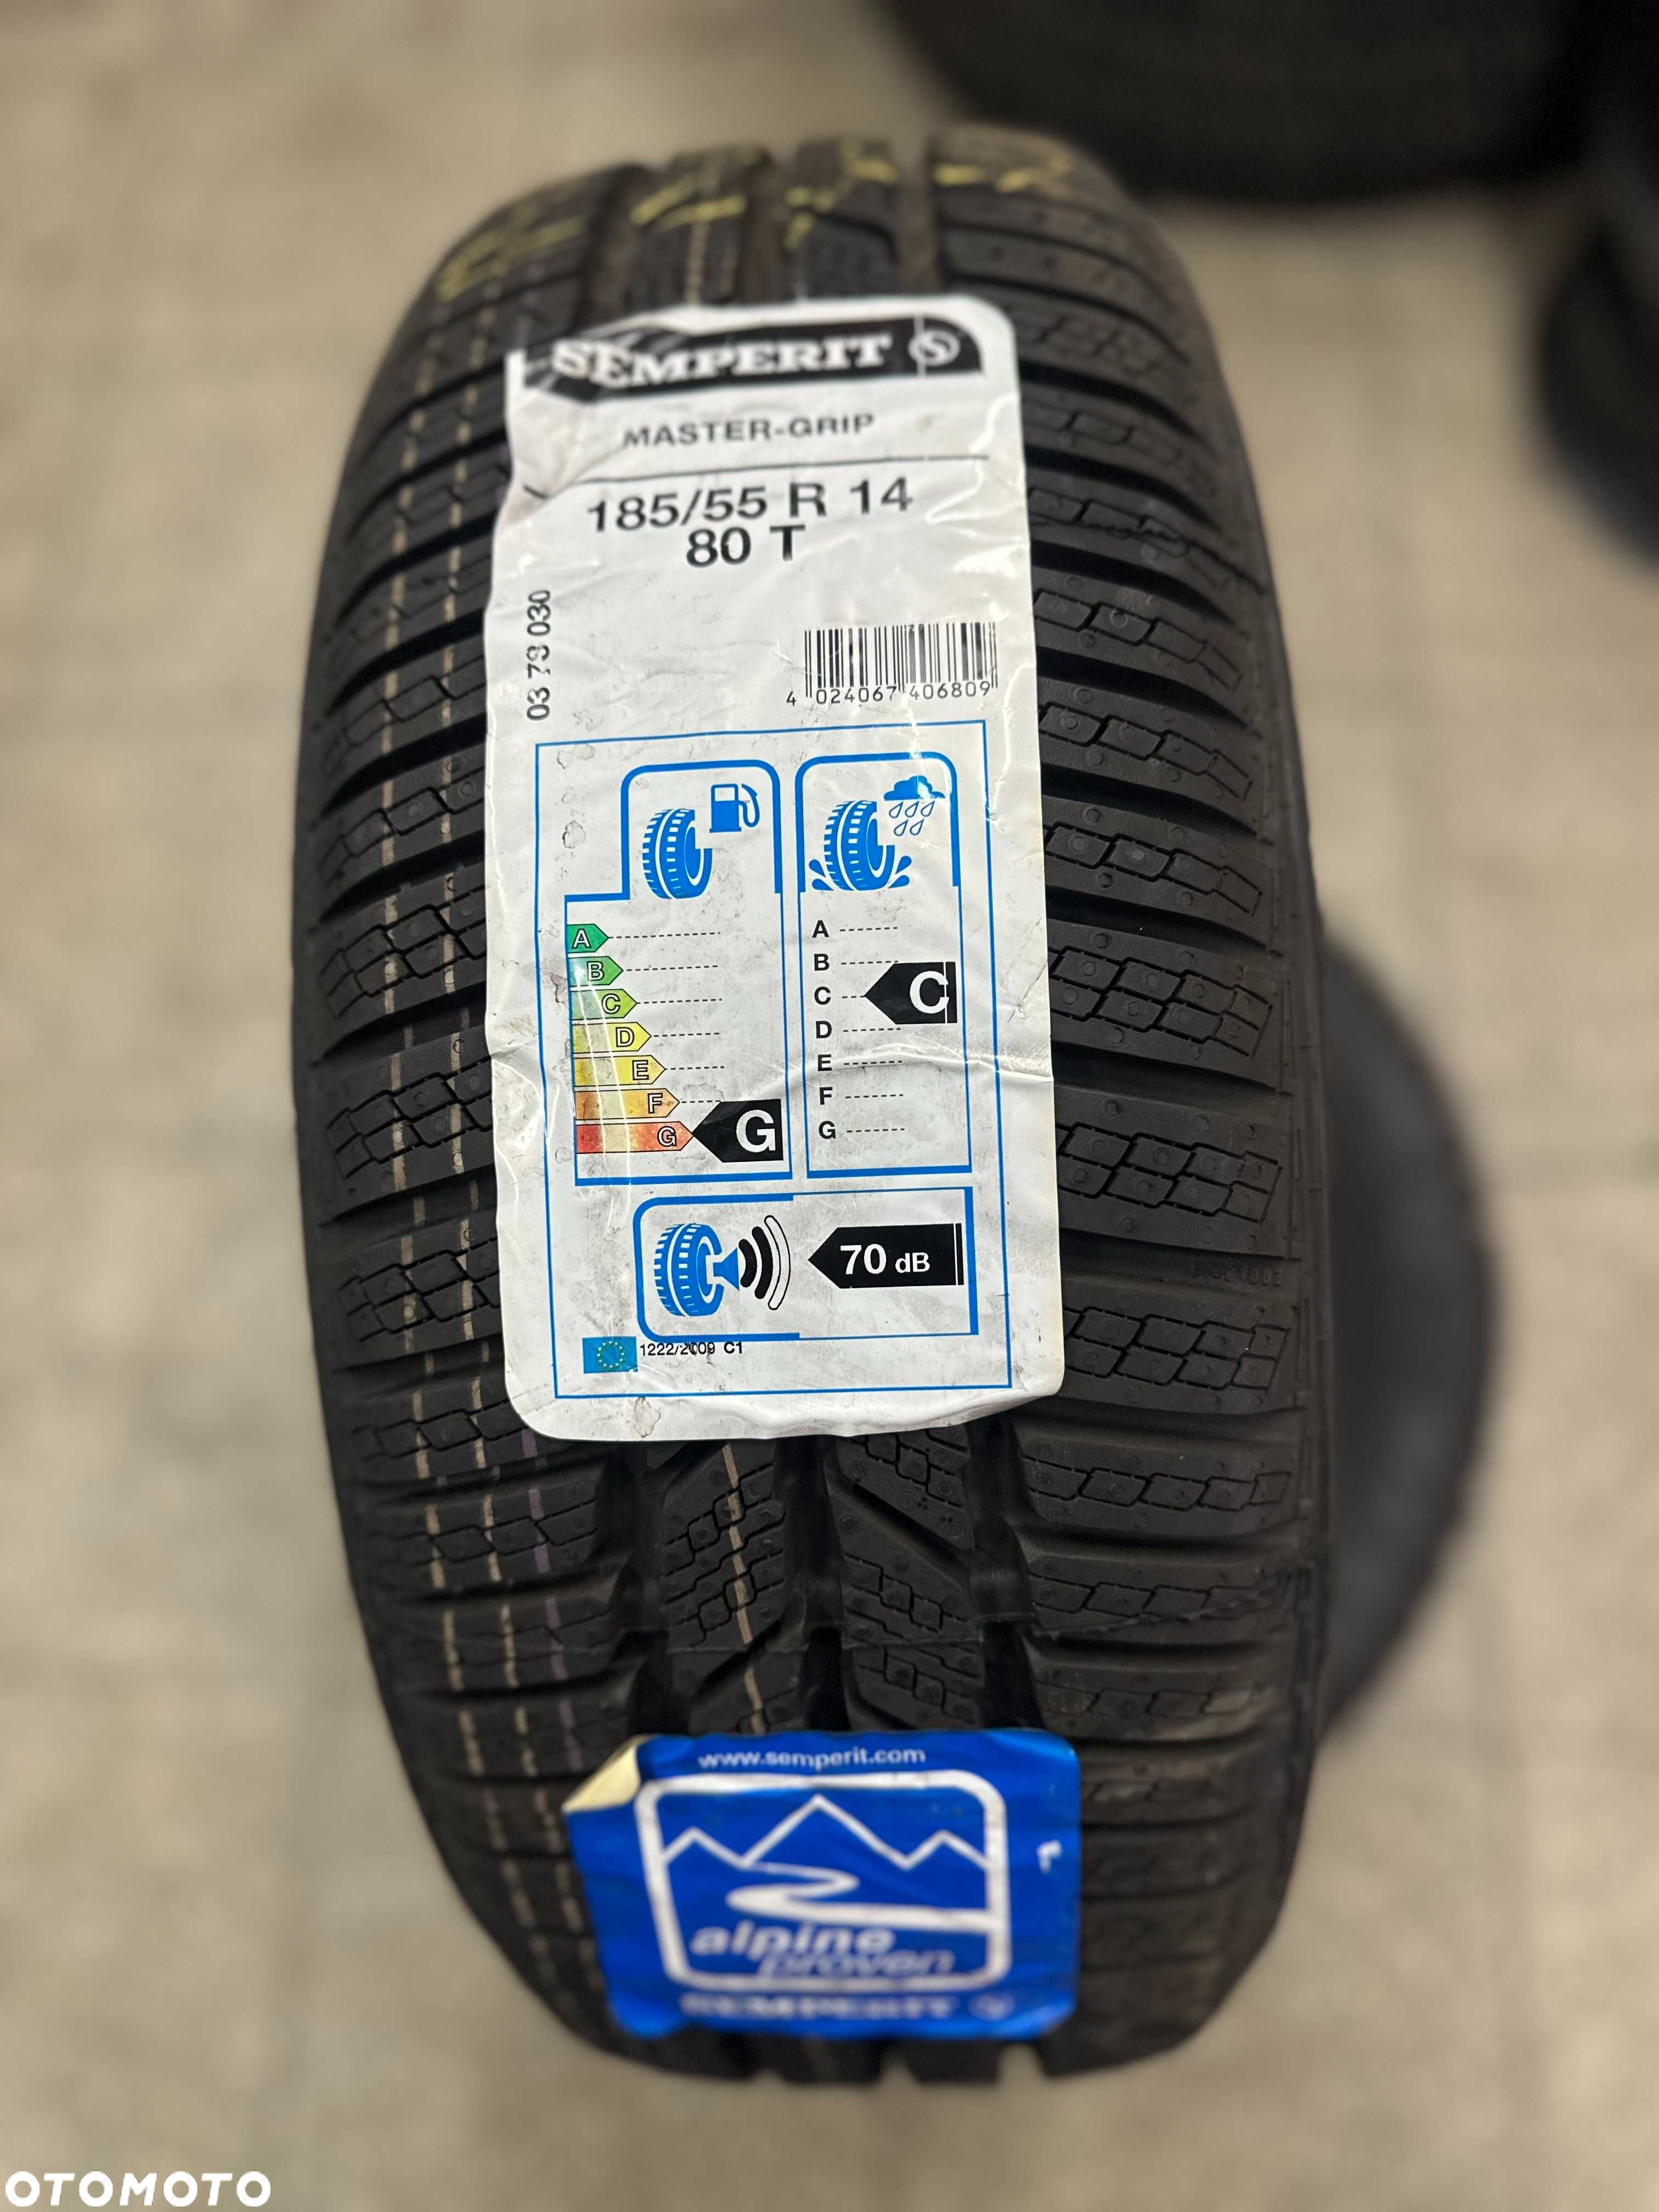 SEMPERIT
MASTER-GRIP
185/55 R 14
80 T
03 73 030
4 024067 406809
A
B
C
D
E
F
G
G
A
B
C
D
E
F
G
C
70 dB
1222/2009 C1
www.semperit.com
alpine
proven
SEMPERIT
OTOMOTO